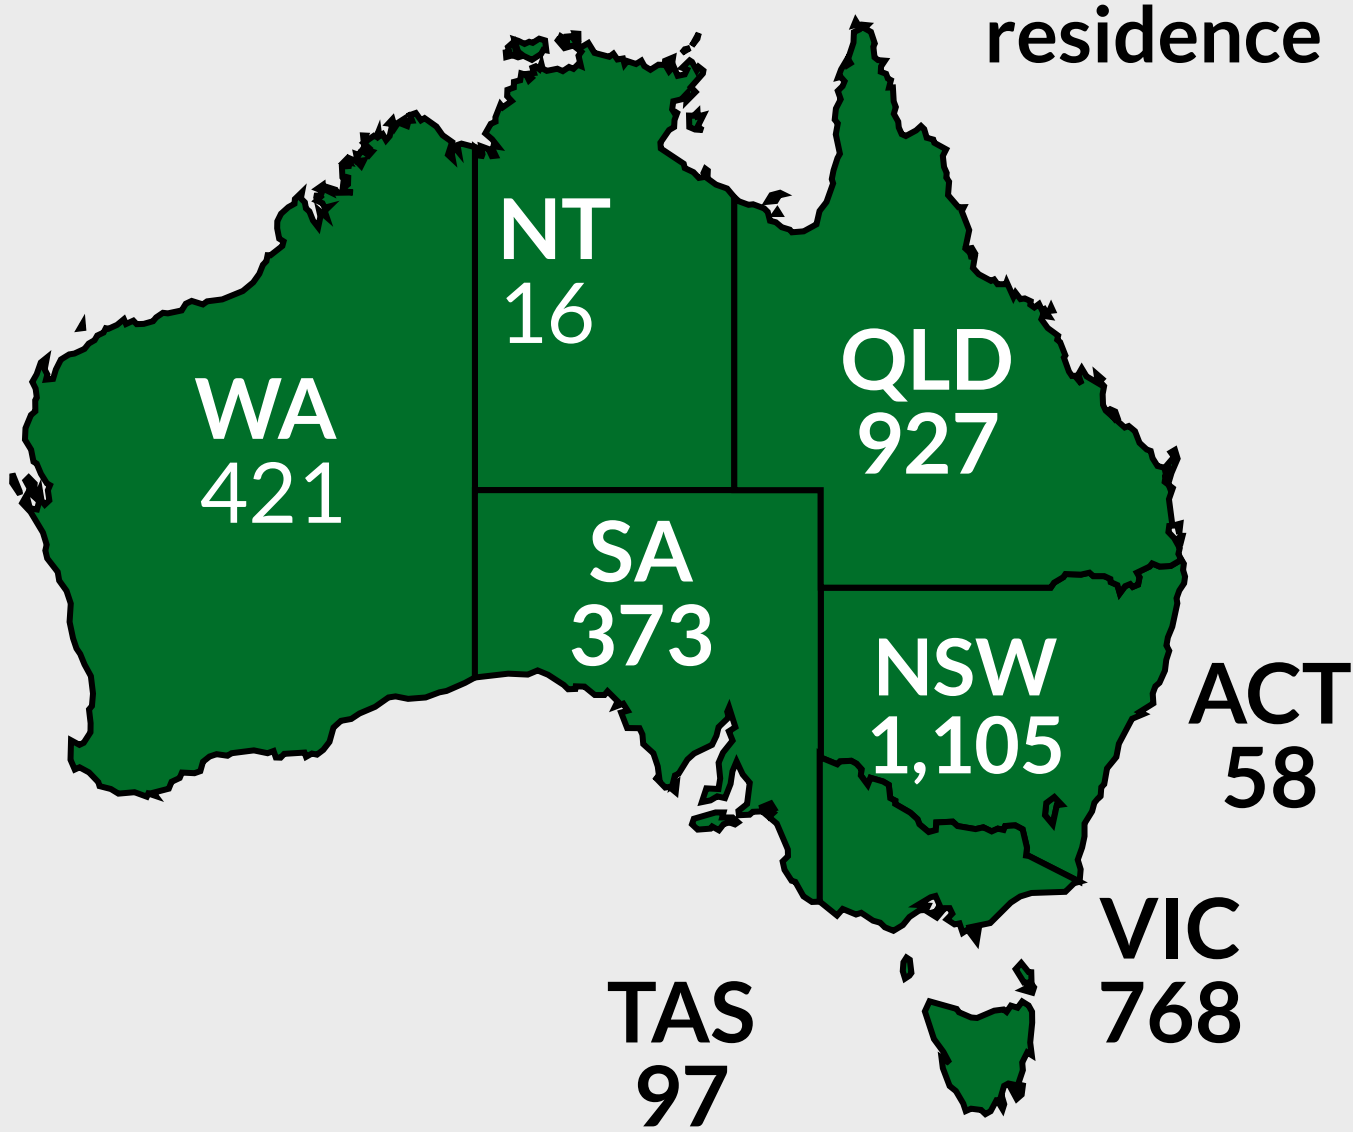 residence
NT
16
QLD
927
WA
421
SA
373
NSW
1,105
ACT
58
VIC
768
TAS
97